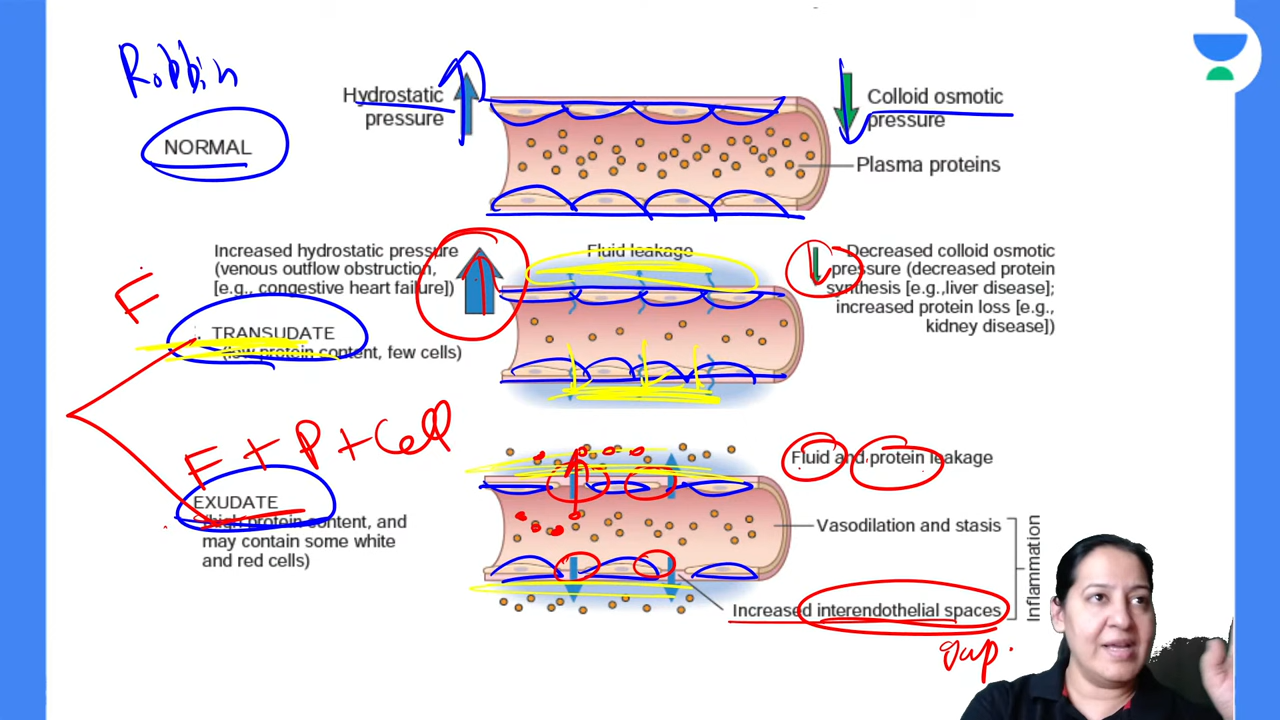 Robbin
Hydrostatic
pressure
Colloid osmotic
pressure
NORMAL
Plasma proteins
Increased hydrostatic pressure
(venous outflow obstruction,
[e.g., congestive heart failure])
Fluid leakage
Decreased colloid osmotic
pressure (decreased protein
synthesis [e.g.,liver disease];
increased protein loss [e.g.,
kidney disease])
F
TRANSUDATE
(low protein content, few cells)
F + P + Cell
EXUDATE
(high protein content, and
may contain some white
and red cells)
Fluid and protein leakage
Vasodilation and stasis
Increased interendothelial spaces
Inflammation
gap